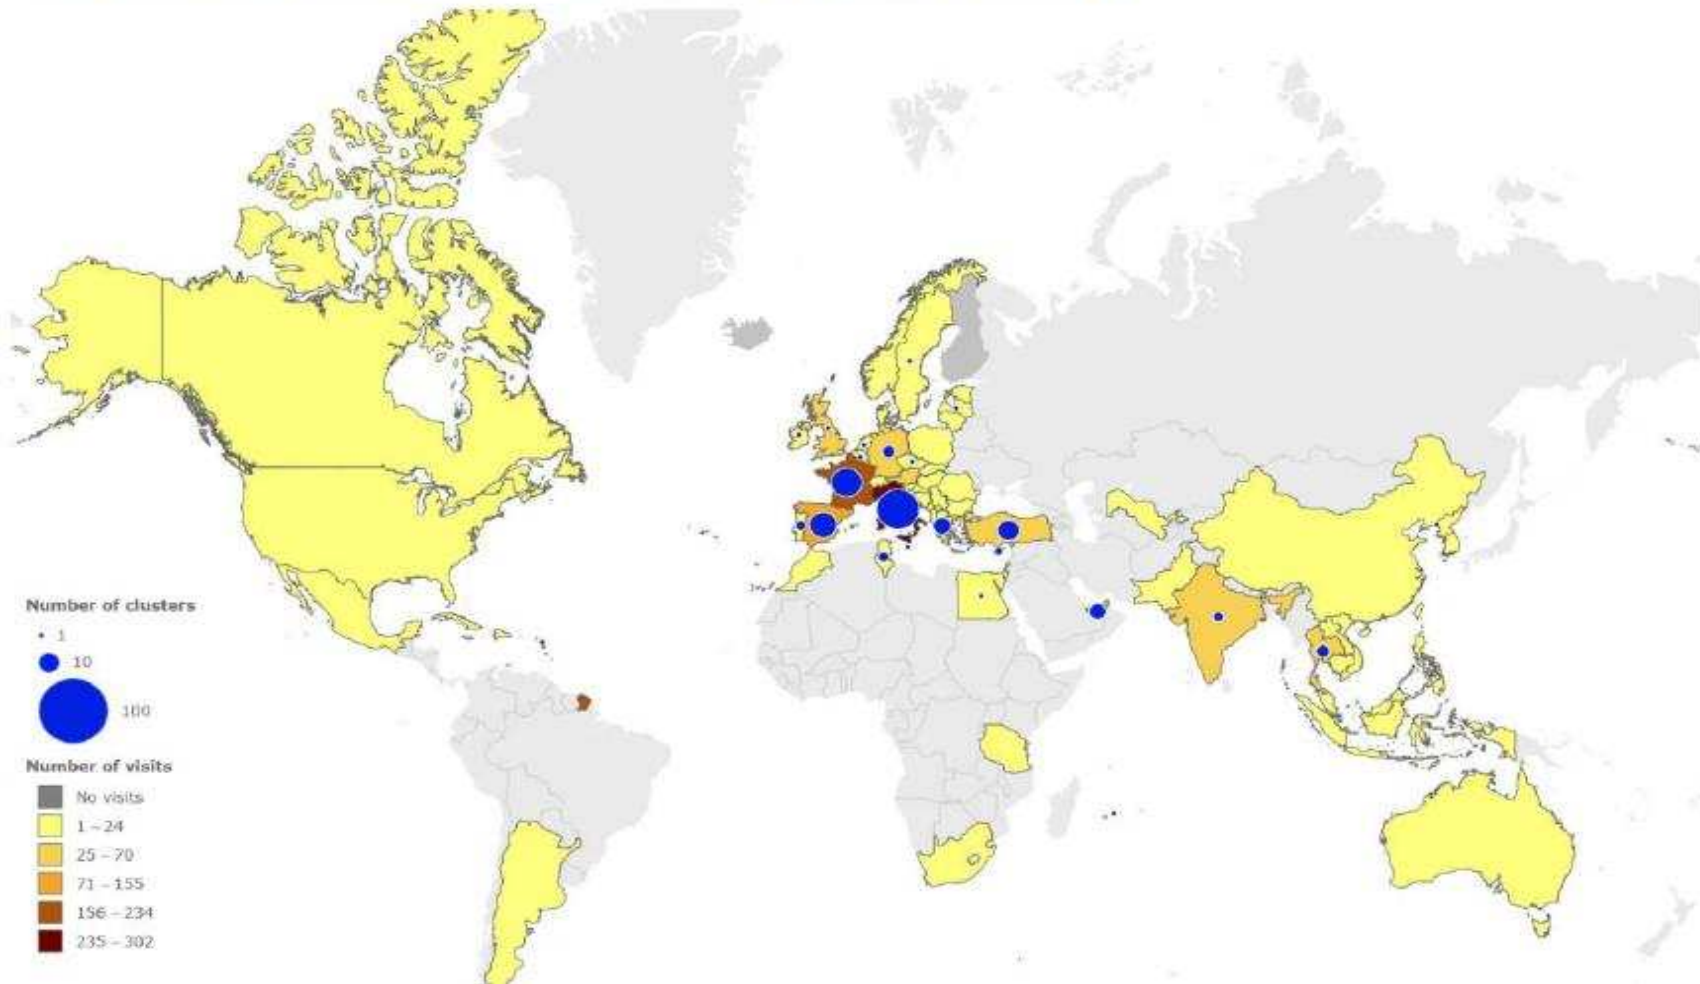 Number of clusters
1
10
100
Number of visits
No visits
1 – 24
25 – 70
71 – 155
156 – 234
235 – 302